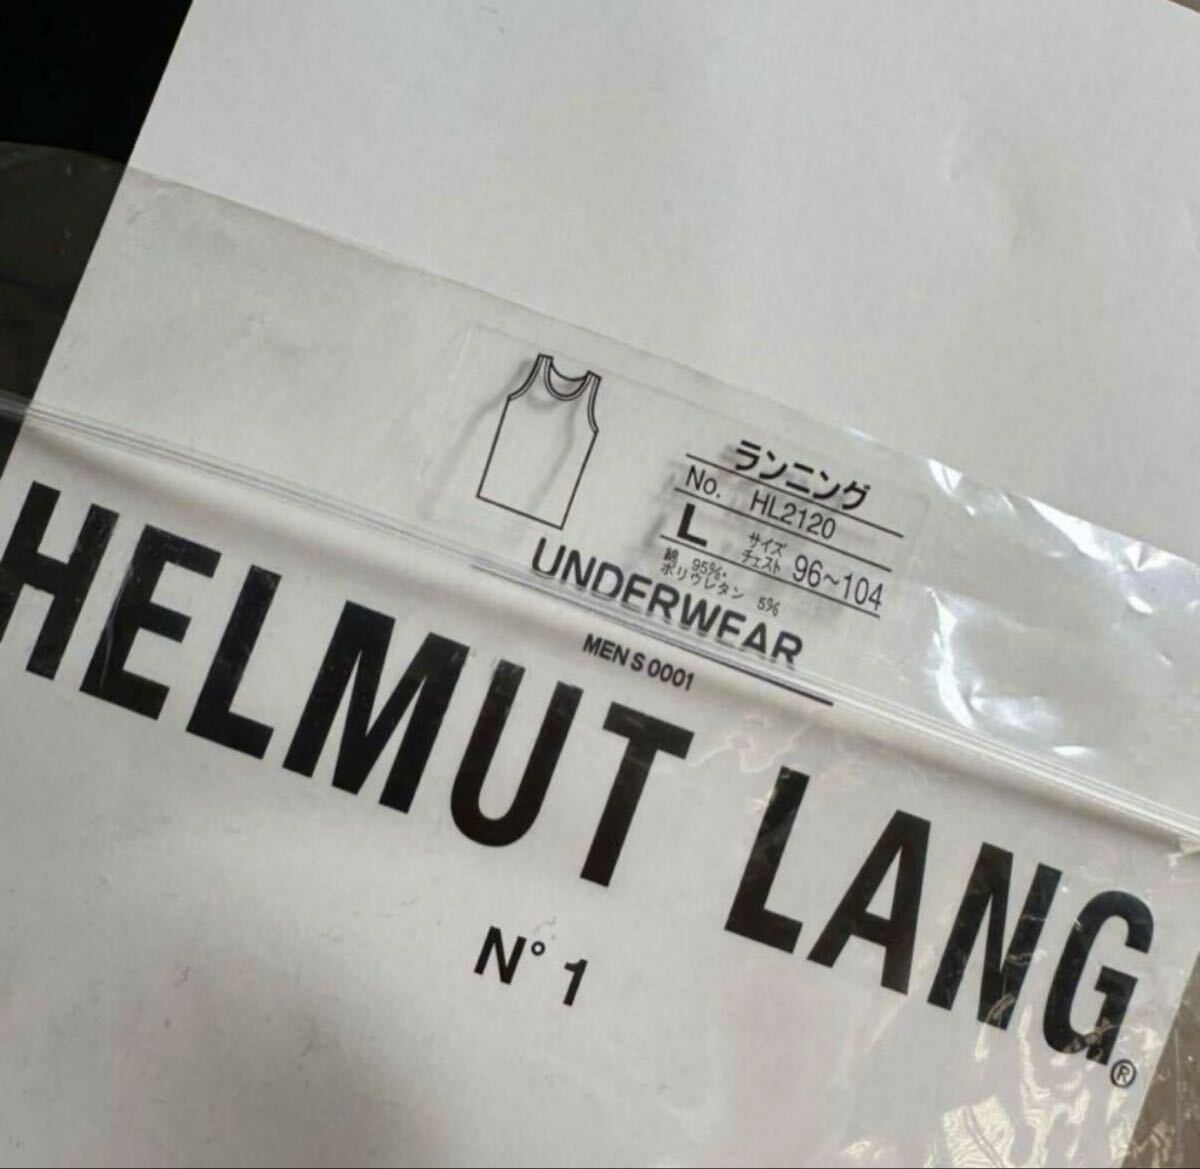 ランニング
No. HL2120
L サイズ チェスト 96~104
綿 95%・
ポリウレタン 5%
UNDERWEAR
MEN S 0001
HELMUT LANG®
N° 1